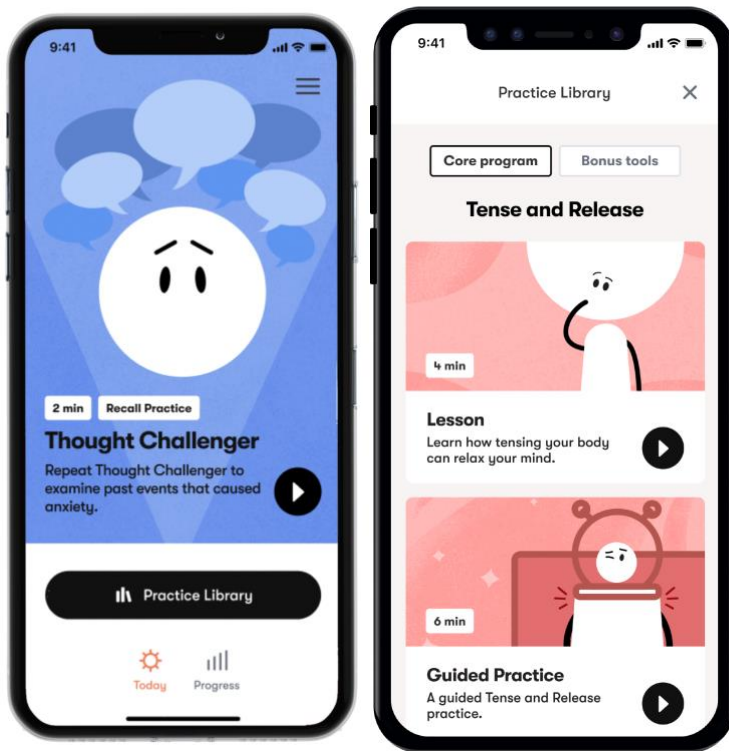 9:41
2 min
Recall Practice
Thought Challenger
Repeat Thought Challenger to
examine past events that caused
anxiety.
Practice Library
Today
Progress
9:41
Practice Library
Core program
Bonus tools
Tense and Release
4 min
Lesson
Learn how tensing your body
can relax your mind.
6 min
Guided Practice
A guided Tense and Release
practice.